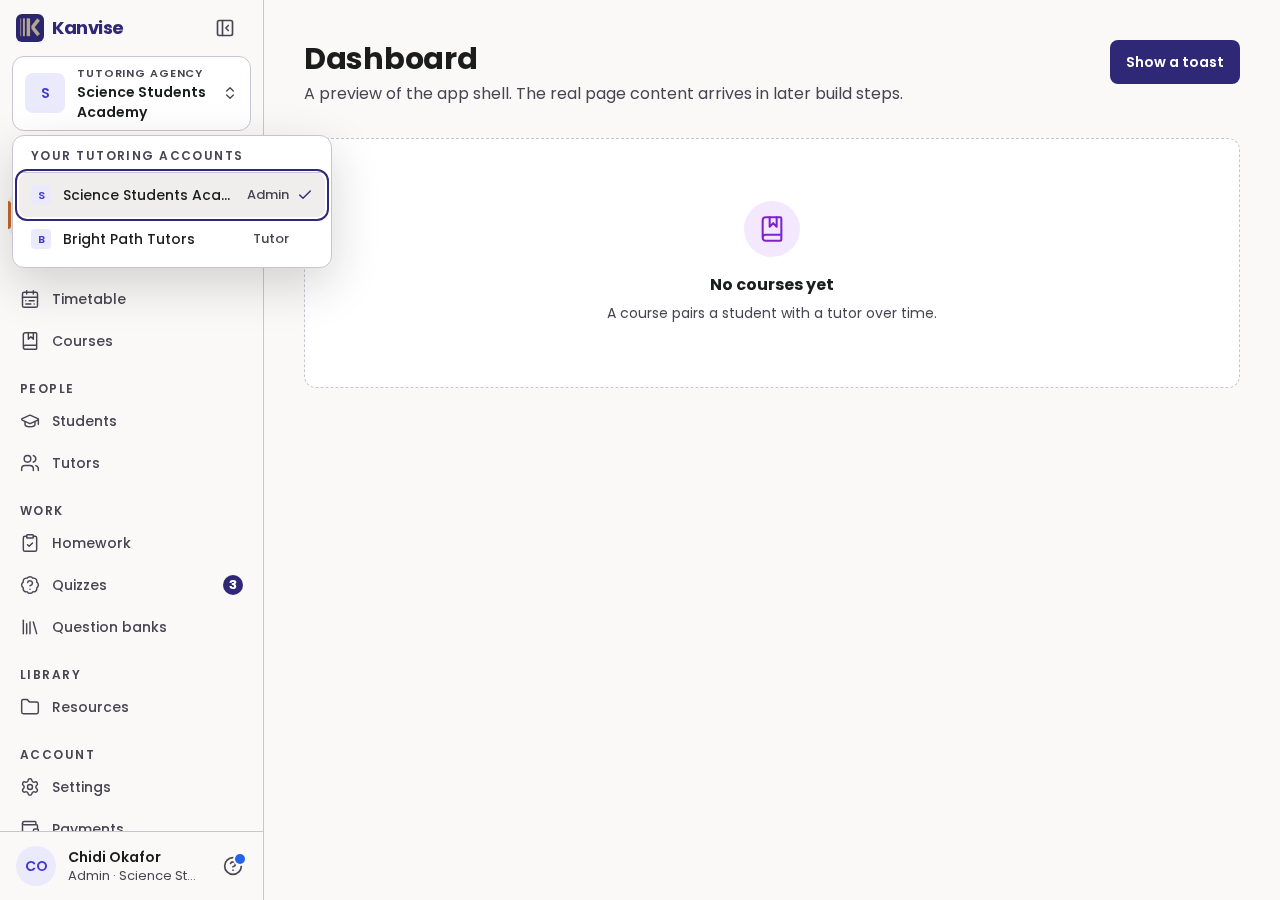 Kanvise
TUTORING AGENCY
S
Science Students
Academy
YOUR TUTORING ACCOUNTS
S Science Students Aca... Admin
B Bright Path Tutors Tutor
Timetable
Courses
PEOPLE
Students
Tutors
WORK
Homework
Quizzes 3
Question banks
LIBRARY
Resources
ACCOUNT
Settings
Payments
CO
Chidi Okafor
Admin · Science St...
Dashboard
A preview of the app shell. The real page content arrives in later build steps.
Show a toast
No courses yet
A course pairs a student with a tutor over time.